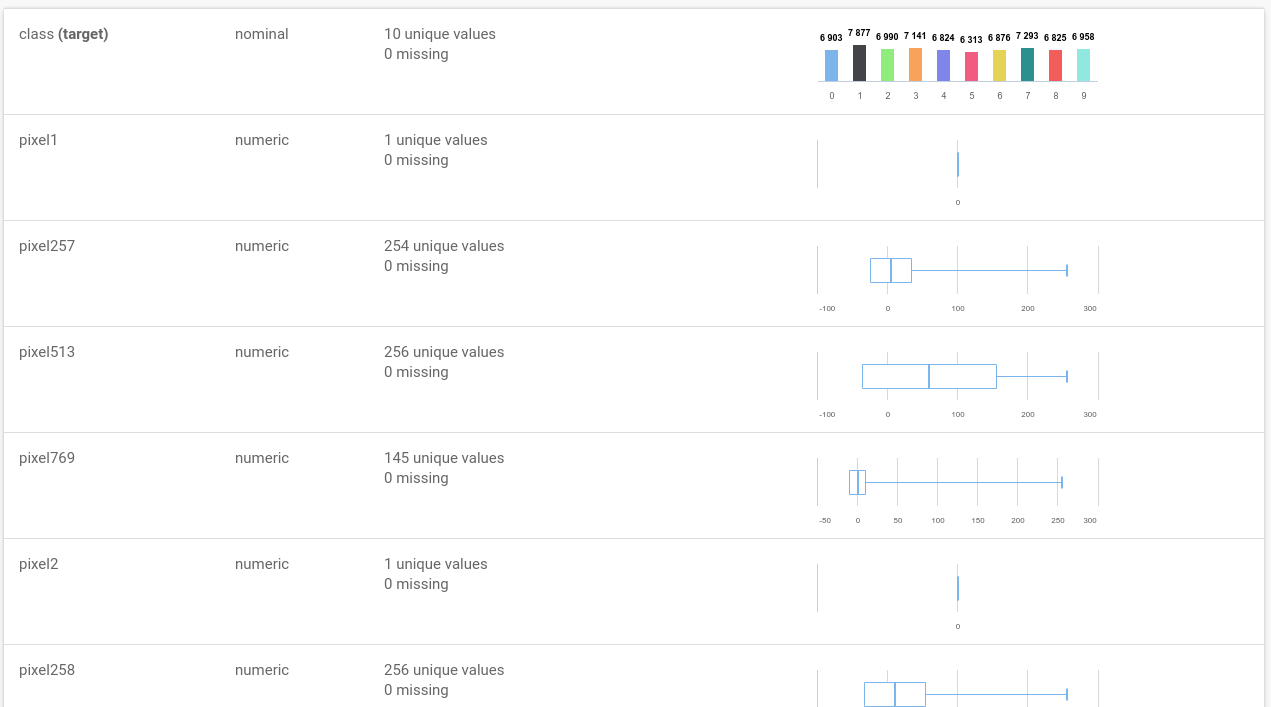 class (target) nominal 10 unique values
0 missing
6 903 7 877 6 990 7 141 6 824 6 313 6 876 7 293 6 825 6 958
0 1 2 3 4 5 6 7 8 9
pixel1 numeric 1 unique values
0 missing
0
pixel257 numeric 254 unique values
0 missing
-100 0 100 200 300
pixel513 numeric 256 unique values
0 missing
-100 0 100 200 300
pixel769 numeric 145 unique values
0 missing
-50 0 50 100 150 200 250 300
pixel2 numeric 1 unique values
0 missing
0
pixel258 numeric 256 unique values
0 missing